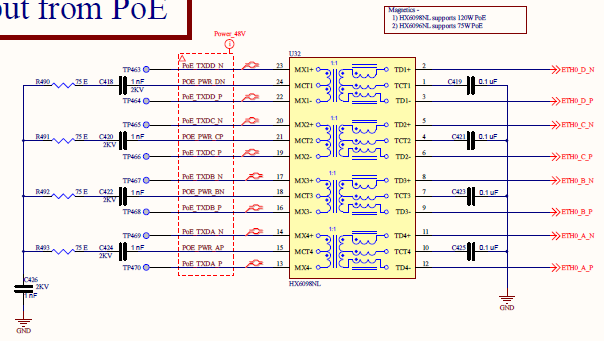 out from PoE
Magnetics -
1) HX6098NL supports 120W PoE
2) HX6096NL supports 75W PoE
Power_48V
1
U32
TP463 PoE_TXDD_N 23 MX1+ 1:1 TD1+ 2 ETH0_D_N
R490 75 E C418 1 nF 2KV POE_PWR_DN 24 MCT1 TCT1 1 C419 0.1 uF
TP464 PoE_TXDD_P 22 MX1- TD1- 3 ETH0_D_P
TP465 PoE_TXDC_N 20 MX2+ 1:1 TD2+ 5 ETH0_C_N
R491 75 E C420 1 nF 2KV POE_PWR_CP 21 MCT2 TCT2 4 C421 0.1 uF
TP466 PoE_TXDC_P 19 MX2- TD2- 6 ETH0_C_P
TP467 PoE_TXDB_N 17 MX3+ 1:1 TD3+ 8 ETH0_B_N
R492 75 E C422 1 nF 2KV POE_PWR_BN 18 MCT3 TCT3 7 C423 0.1 uF
TP468 PoE_TXDB_P 16 MX3- TD3- 9 ETH0_B_P
TP469 PoE_TXDA_N 14 MX4+ 1:1 TD4+ 11 ETH0_A_N
R493 75 E C424 1 nF 2KV POE_PWR_AP 15 MCT4 TCT4 10 C425 0.1 uF
TP470 PoE_TXDA_P 13 MX4- TD4- 12 ETH0_A_P
HX6098NL
C426
2KV
1nF
GND
GND